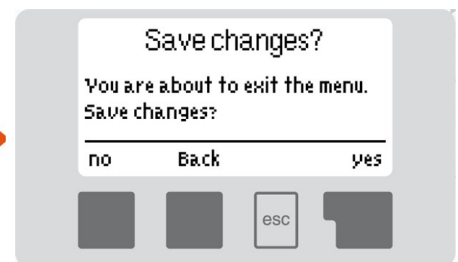 Save changes?
You are about to exit the menu.
Save changes?
no Back yes
esc